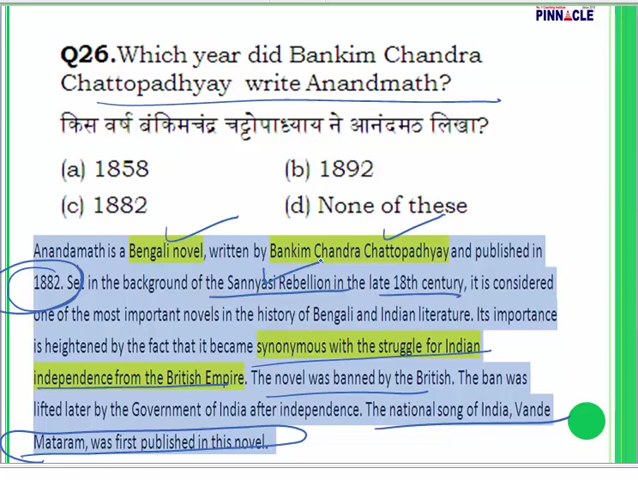 PINNACLE
Q26.Which year did Bankim Chandra
Chattopadhyay write Anandmath?
किस वर्ष बंकिमचंद्र चट्टोपाध्याय ने आनंदमठ लिखा?
(a) 1858 (b) 1892
(c) 1882 (d) None of these
Anandamath is a Bengali novel, written by Bankim Chandra Chattopadhyay and published in
1882. Set in the background of the Sannyasi Rebellion in the late 18th century, it is considered
one of the most important novels in the history of Bengali and Indian literature. Its importance
is heightened by the fact that it became synonymous with the struggle for Indian
independence from the British Empire. The novel was banned by the British. The ban was
lifted later by the Government of India after independence. The national song of India, Vande
Mataram, was first published in this novel.